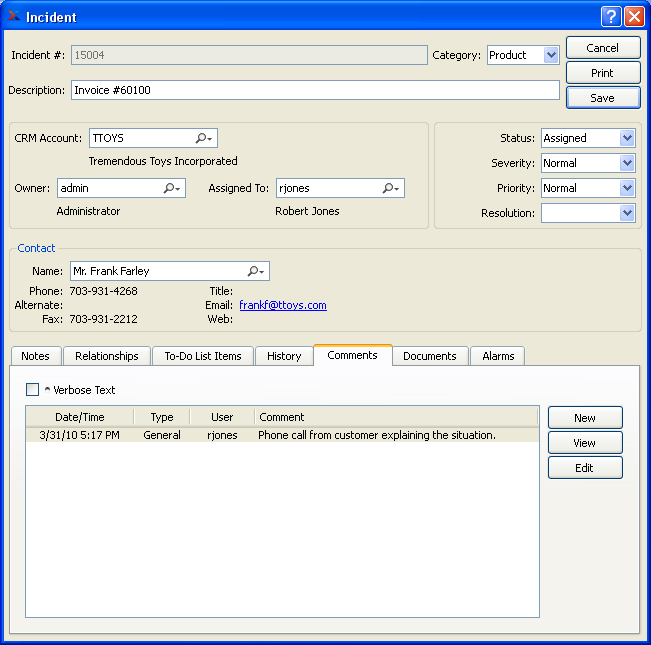 Incident
Incident #: 15004 Category: Product Cancel
Print
Description: Invoice #60100 Save
CRM Account: TTOYS Status: Assigned
Tremendous Toys Incorporated Severity: Normal
Owner: admin Assigned To: rjones Priority: Normal
Administrator Robert Jones Resolution:
Contact
Name: Mr. Frank Farley
Phone: 703-931-4268 Title:
Alternate: Email: frankf@ttoys.com
Fax: 703-931-2212 Web:
Notes Relationships To-Do List Items History Comments Documents Alarms
Verbose Text
Date/Time Type User Comment New
3/31/10 5:17 PM General rjones Phone call from customer explaining the situation.
View
Edit